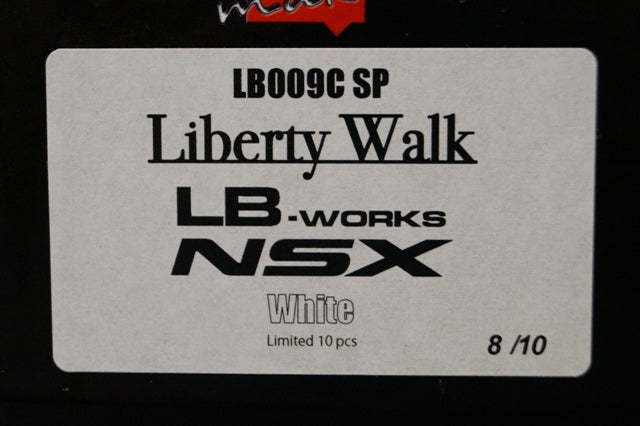 LB009C SP
Liberty Walk
LB-WORKS
NSX
White
Limited 10 pcs
8 /10